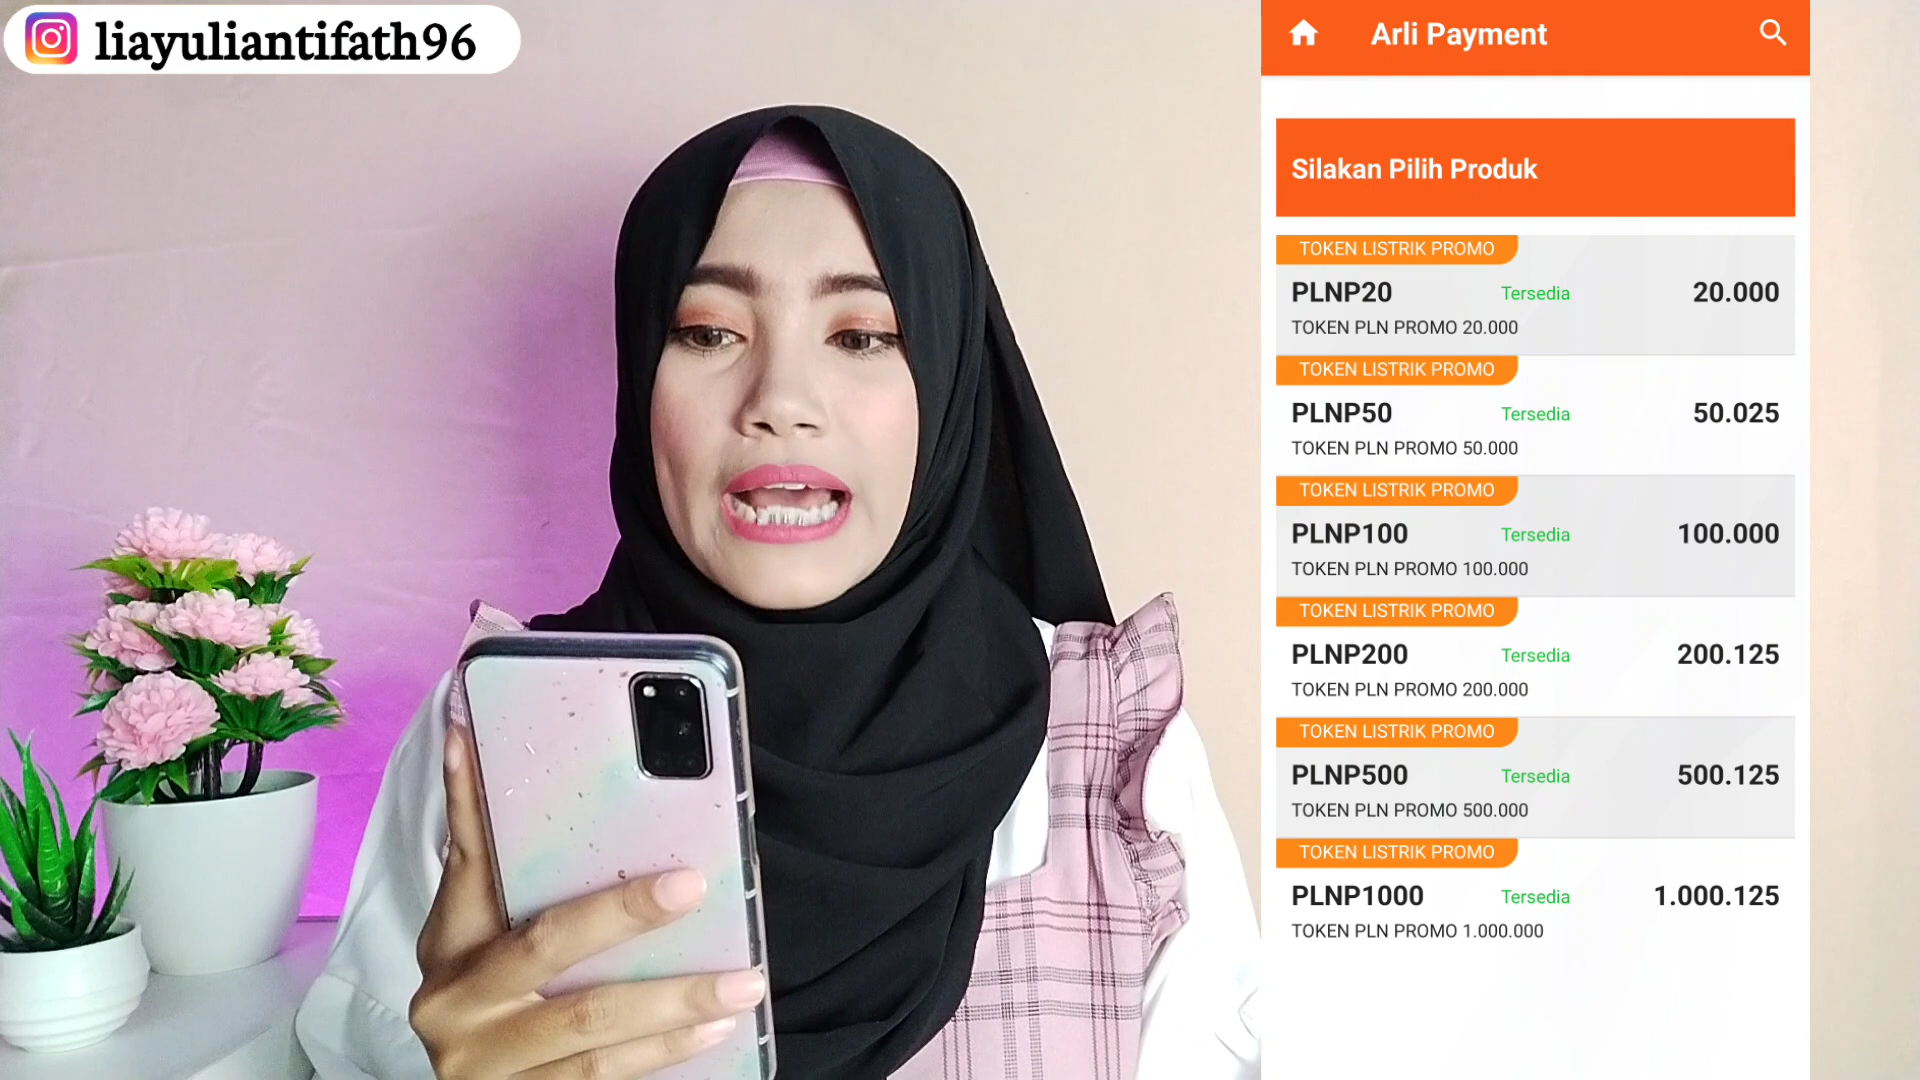 liayuliantifath96
Arli Payment
Silakan Pilih Produk
TOKEN LISTRIK PROMO
PLNP20 Tersedia 20.000
TOKEN PLN PROMO 20.000
TOKEN LISTRIK PROMO
PLNP50 Tersedia 50.025
TOKEN PLN PROMO 50.000
TOKEN LISTRIK PROMO
PLNP100 Tersedia 100.000
TOKEN PLN PROMO 100.000
TOKEN LISTRIK PROMO
PLNP200 Tersedia 200.125
TOKEN PLN PROMO 200.000
TOKEN LISTRIK PROMO
PLNP500 Tersedia 500.125
TOKEN PLN PROMO 500.000
TOKEN LISTRIK PROMO
PLNP1000 Tersedia 1.000.125
TOKEN PLN PROMO 1.000.000